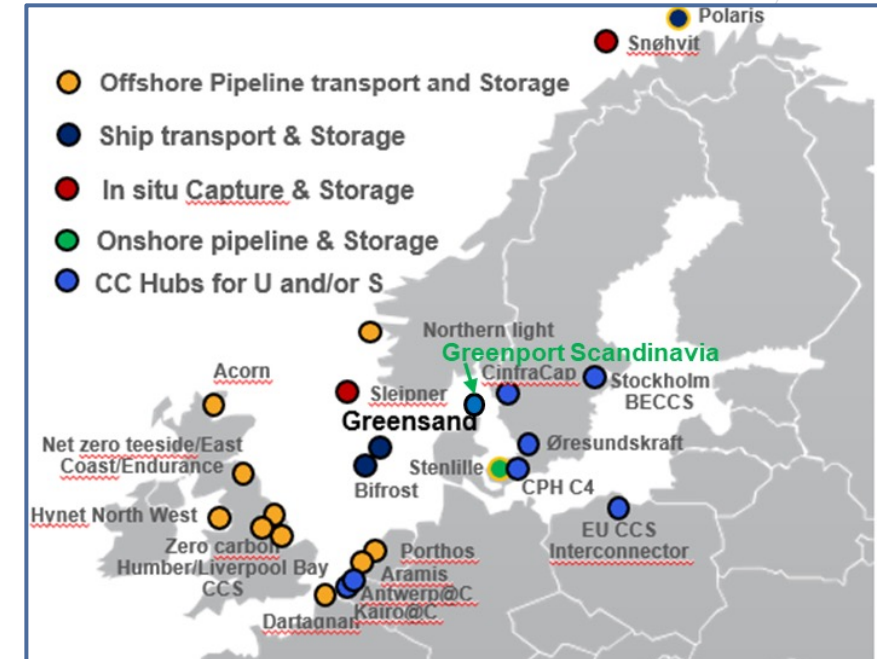 Polaris
Snøhvit
Offshore Pipeline transport and Storage
Ship transport & Storage
In situ Capture & Storage
Onshore pipeline & Storage
CC Hubs for U and/or S
Northern light
Greenport Scandinavia
Acorn
CinfraCap
Stockholm
BECCS
Sleipner
Greensand
Net zero teeside/East
Coast/Endurance
Øresundskraft
Stenlille
Bifrost
CPH C4
Hynet North West
EU CCS
Interconnector
Zero carbon
Humber/Liverpool Bay
CCS
Porthos
Aramis
Antwerp@C
Kairo@C
Dartagnan